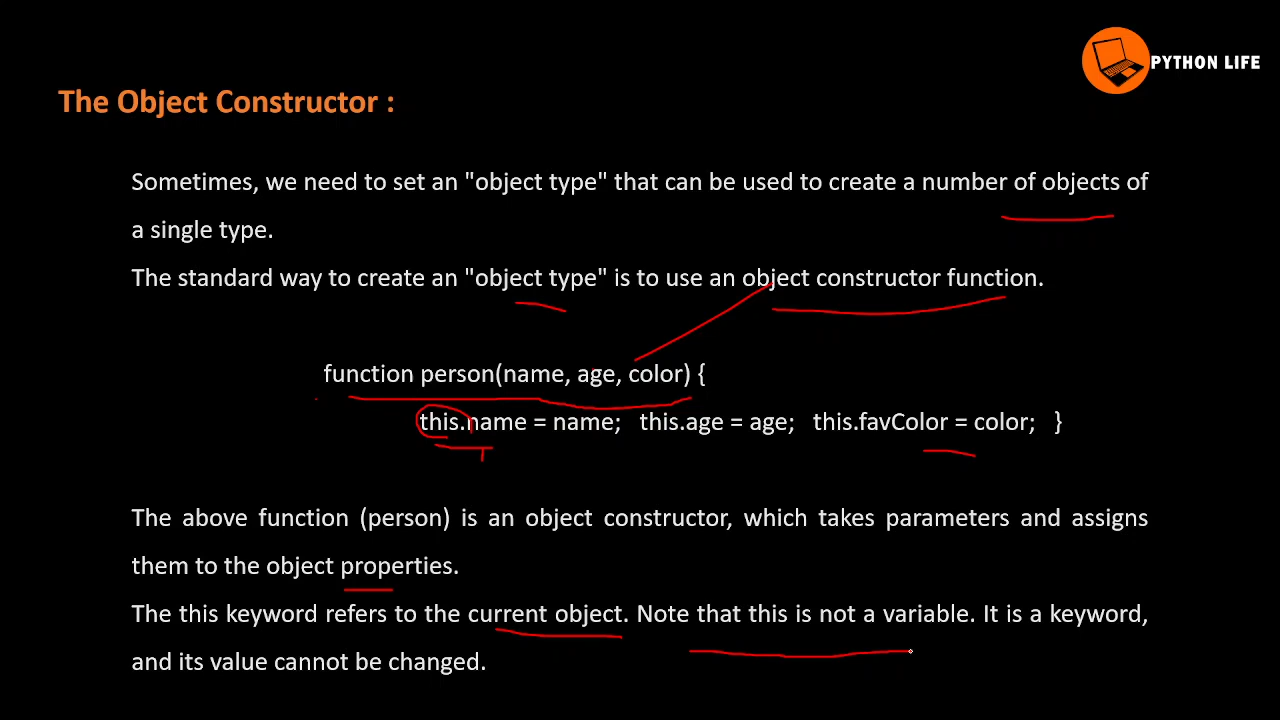 PYTHON LIFE
The Object Constructor :
Sometimes, we need to set an "object type" that can be used to create a number of objects of
a single type.
The standard way to create an "object type" is to use an object constructor function.
function person(name, age, color) {
this.name = name;   this.age = age;   this.favColor = color;   }
The above function (person) is an object constructor, which takes parameters and assigns
them to the object properties.
The this keyword refers to the current object. Note that this is not a variable. It is a keyword,
and its value cannot be changed.